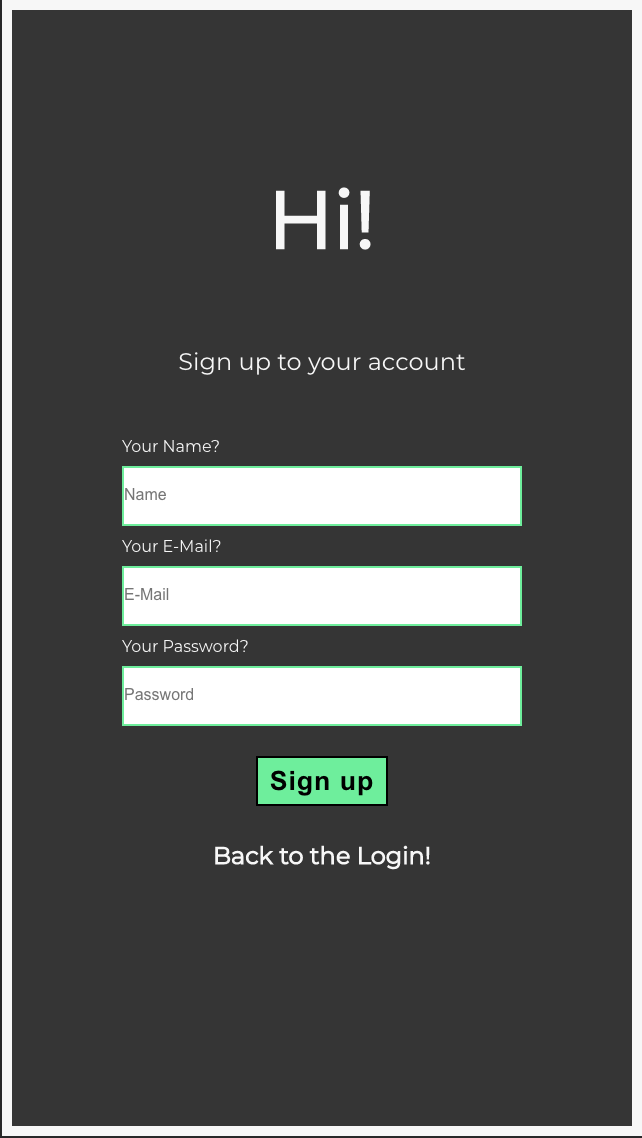 Hi!
Sign up to your account
Your Name?
Name
Your E-Mail?
E-Mail
Your Password?
Password
Sign up
Back to the Login!